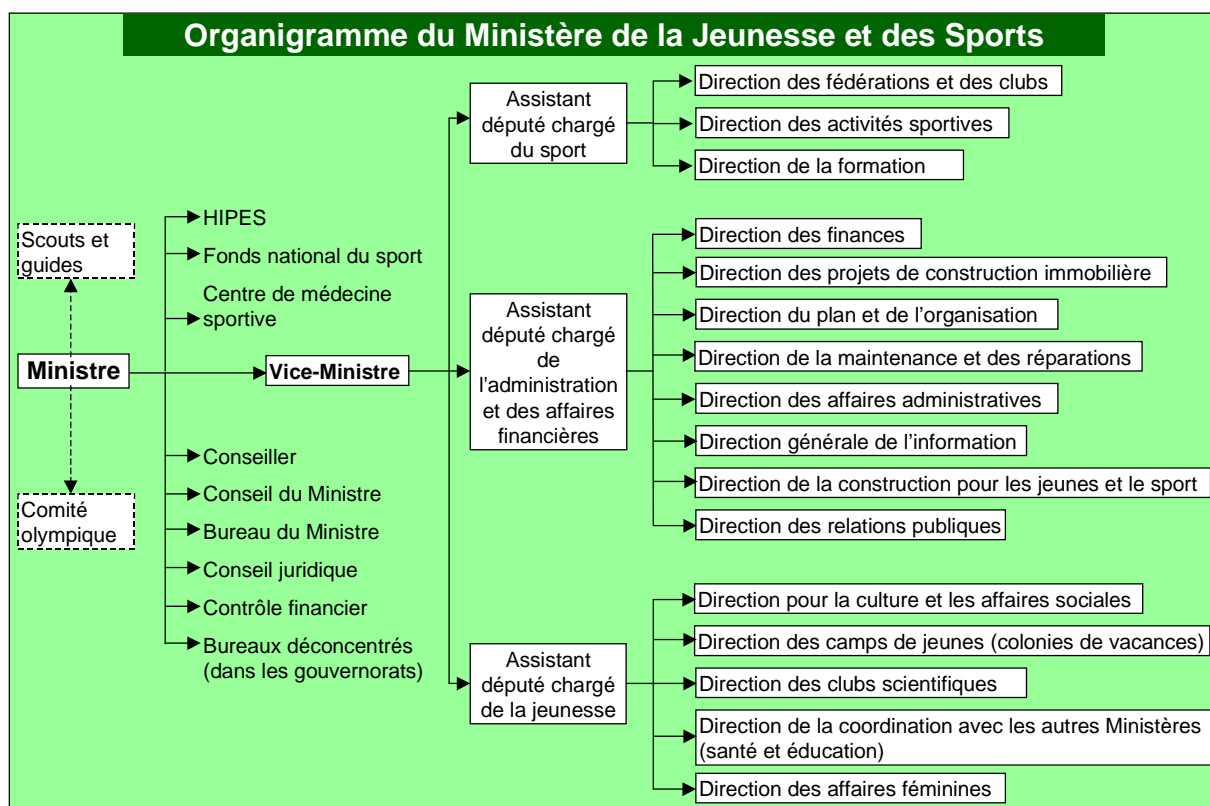 Organigramme du Ministère de la Jeunesse et des Sports
Scouts et
guides
Ministre
Comité
olympique
HIPES
Fonds national du sport
Centre de médecine
sportive
Vice-Ministre
Conseiller
Conseil du Ministre
Bureau du Ministre
Conseil juridique
Contrôle financier
Bureaux déconcentrés
(dans les gouvernorats)
Assistant
député chargé
du sport
Direction des fédérations et des clubs
Direction des activités sportives
Direction de la formation
Assistant
député chargé
de
l'administration
et des affaires
financières
Direction des finances
Direction des projets de construction immobilière
Direction du plan et de l’organisation
Direction de la maintenance et des réparations
Direction des affaires administratives
Direction générale de l’information
Direction de la construction pour les jeunes et le sport
Direction des relations publiques
Assistant
député chargé
de la jeunesse
Direction pour la culture et les affaires sociales
Direction des camps de jeunes (colonies de vacances)
Direction des clubs scientifiques
Direction de la coordination avec les autres Ministères
(santé et éducation)
Direction des affaires féminines